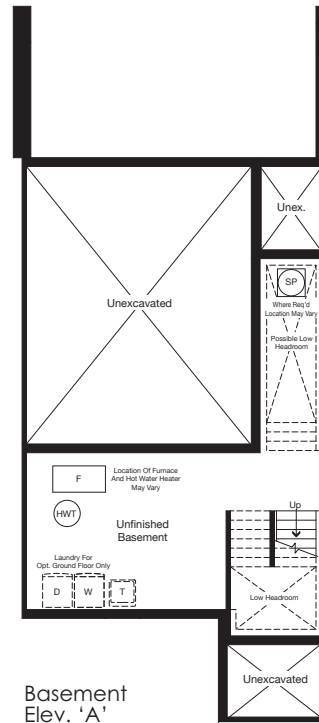 Unex.
SP
Where Req'd
Location May Vary
Unexcavated
Possible Low
Headroom
F
Location Of Furnace
And Hot Water Heater
May Vary
HWT
Unfinished
Basement
Up
Laundry For
Opt. Ground Floor Only
D
W
T
Low Headroom
Unexcavated
Basement
Elev. ‘A’